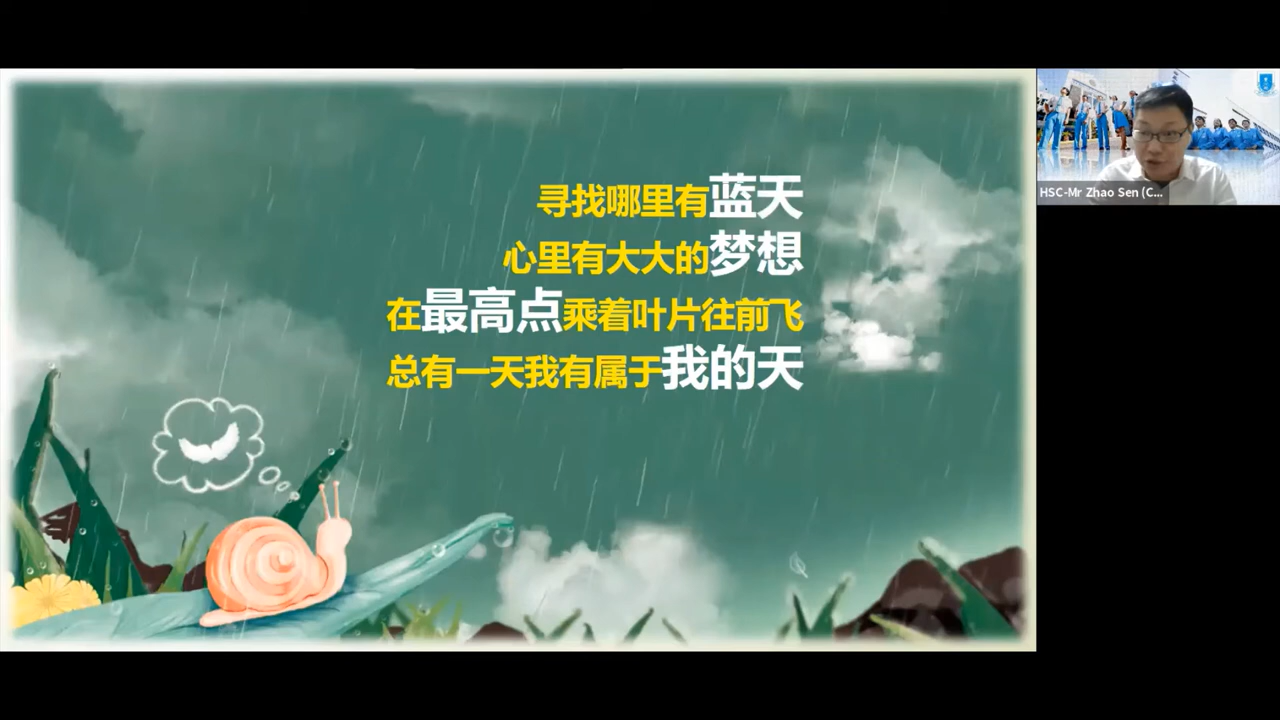 寻找哪里有蓝天
心里有大大的梦想
在最高点乘着叶片往前飞
总有一天我有属于我的天
HSC-Mr Zhao Sen (C...